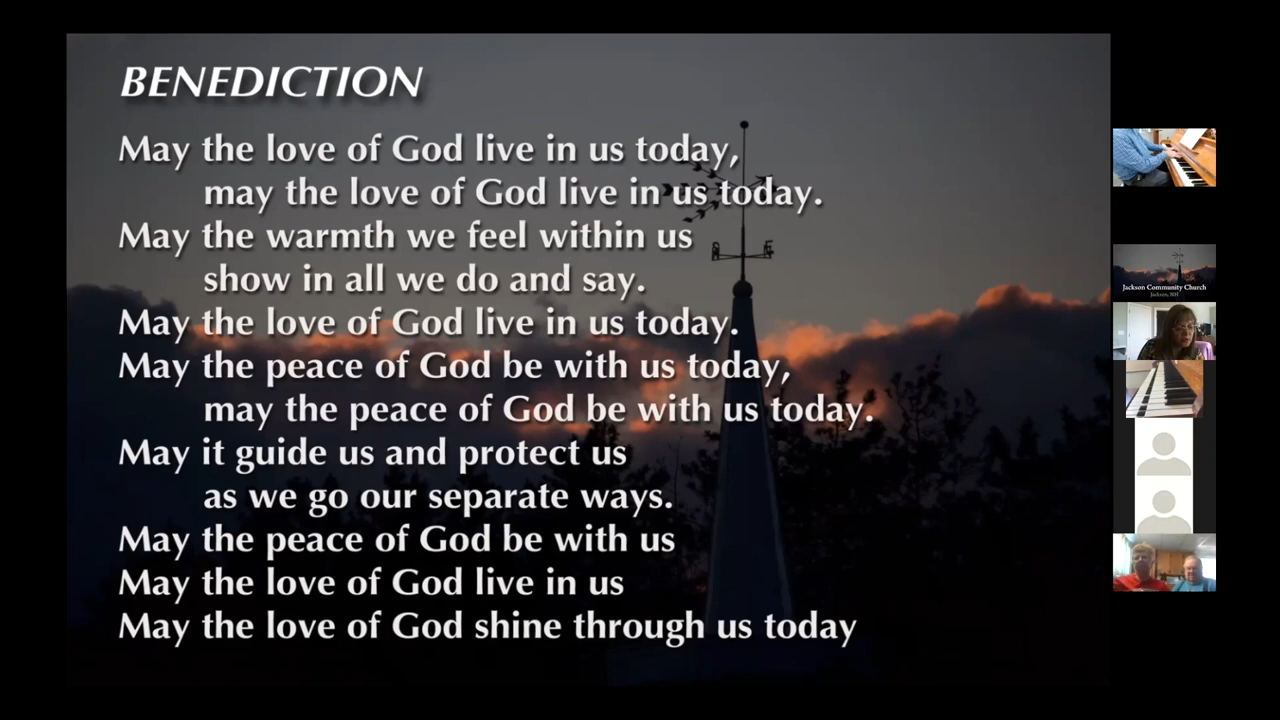 BENEDICTION
May the love of God live in us today,
may the love of God live in us today.
May the warmth we feel within us
show in all we do and say.
May the love of God live in us today.
May the peace of God be with us today,
may the peace of God be with us today.
May it guide us and protect us
as we go our separate ways.
May the peace of God be with us
May the love of God live in us
May the love of God shine through us today
Jackson Community Church
Jackson, NH